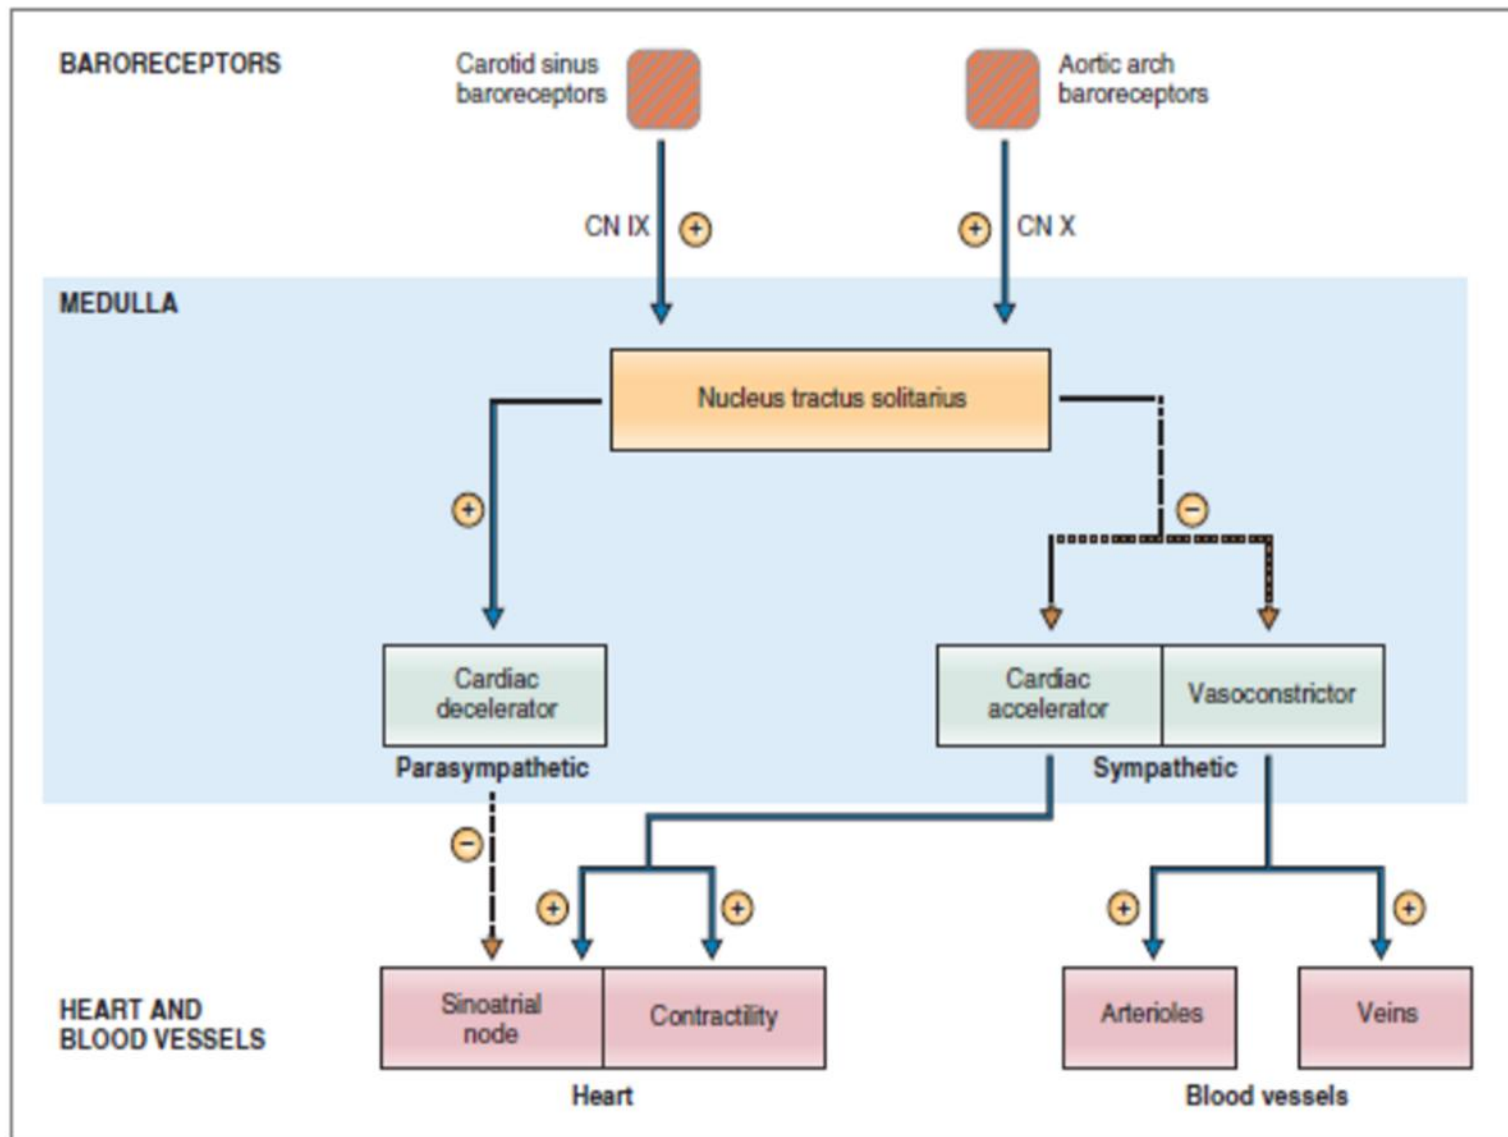 BARORECEPTORS
Carotid sinus
baroreceptors
Aortic arch
baroreceptors
CN IX
+
+
CN X
MEDULLA
Nucleus tractus solitarius
+
−
Cardiac
decelerator
Cardiac
accelerator
Vasoconstrictor
Parasympathetic
Sympathetic
−
+
+
+
+
HEART AND
BLOOD VESSELS
Sinoatrial
node
Contractility
Arterioles
Veins
Heart
Blood vessels